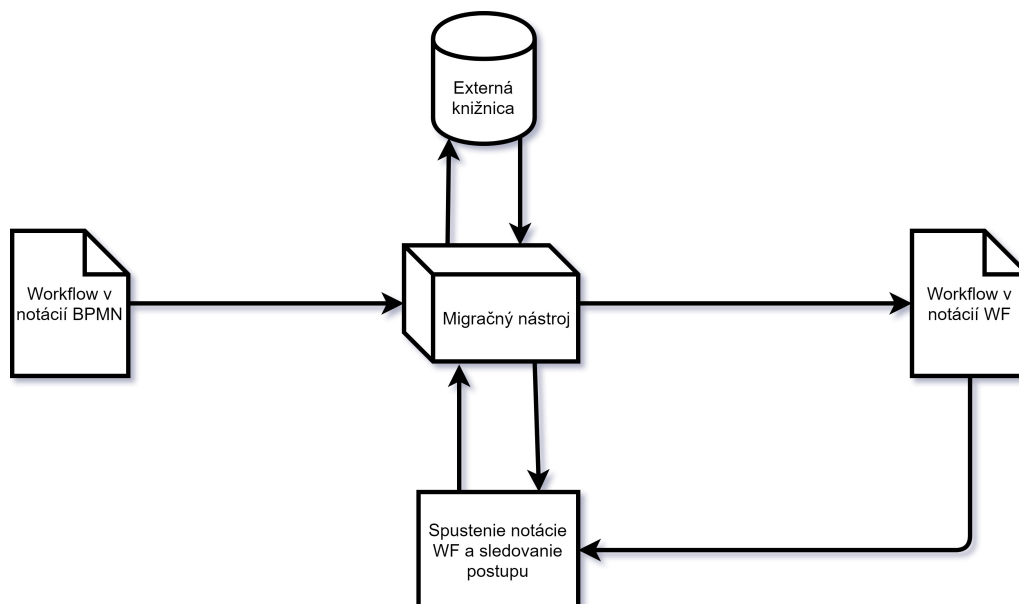 Externá
knižnica
Workflow v
notácií BPMN
Migračný nástroj
Workflow v
notácií WF
Spustenie notácie
WF a sledovanie
postupu